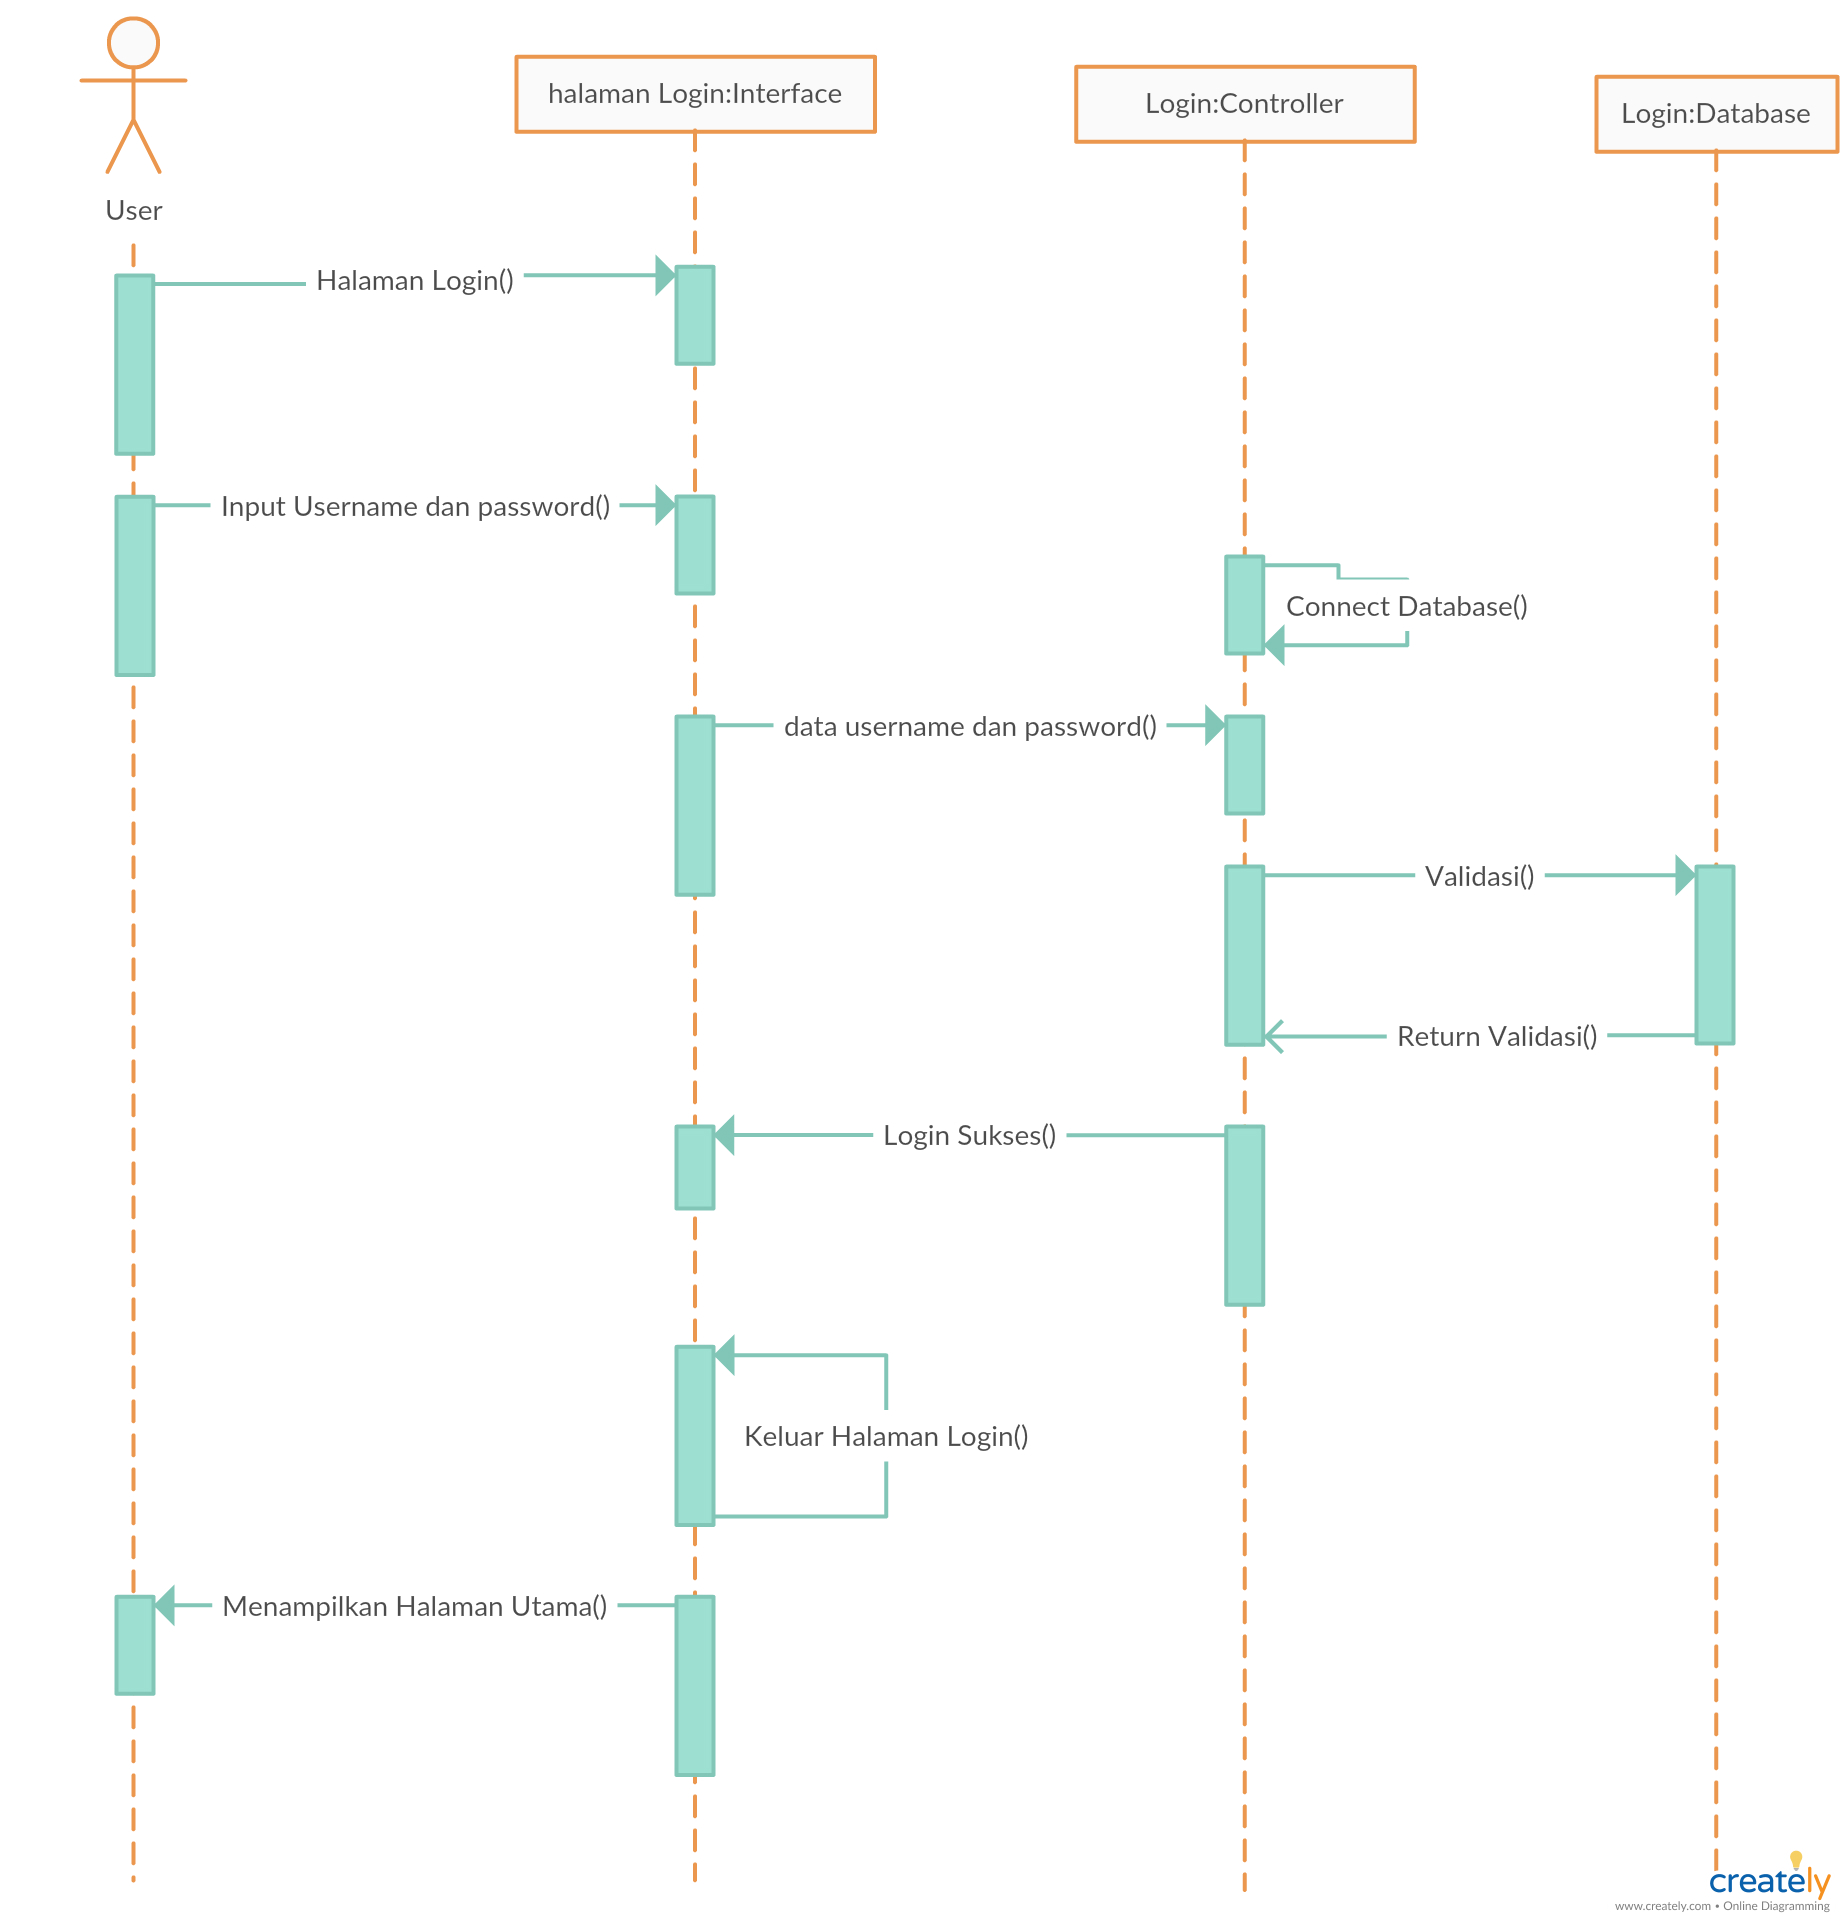 halaman Login:Interface
Login:Controller
Login:Database
User
Halaman Login()
Input Username dan password()
Connect Database()
data username dan password()
Validasi()
Return Validasi()
Login Sukses()
Keluar Halaman Login()
Menampilkan Halaman Utama()
creately
www.creately.com • Online Diagramming